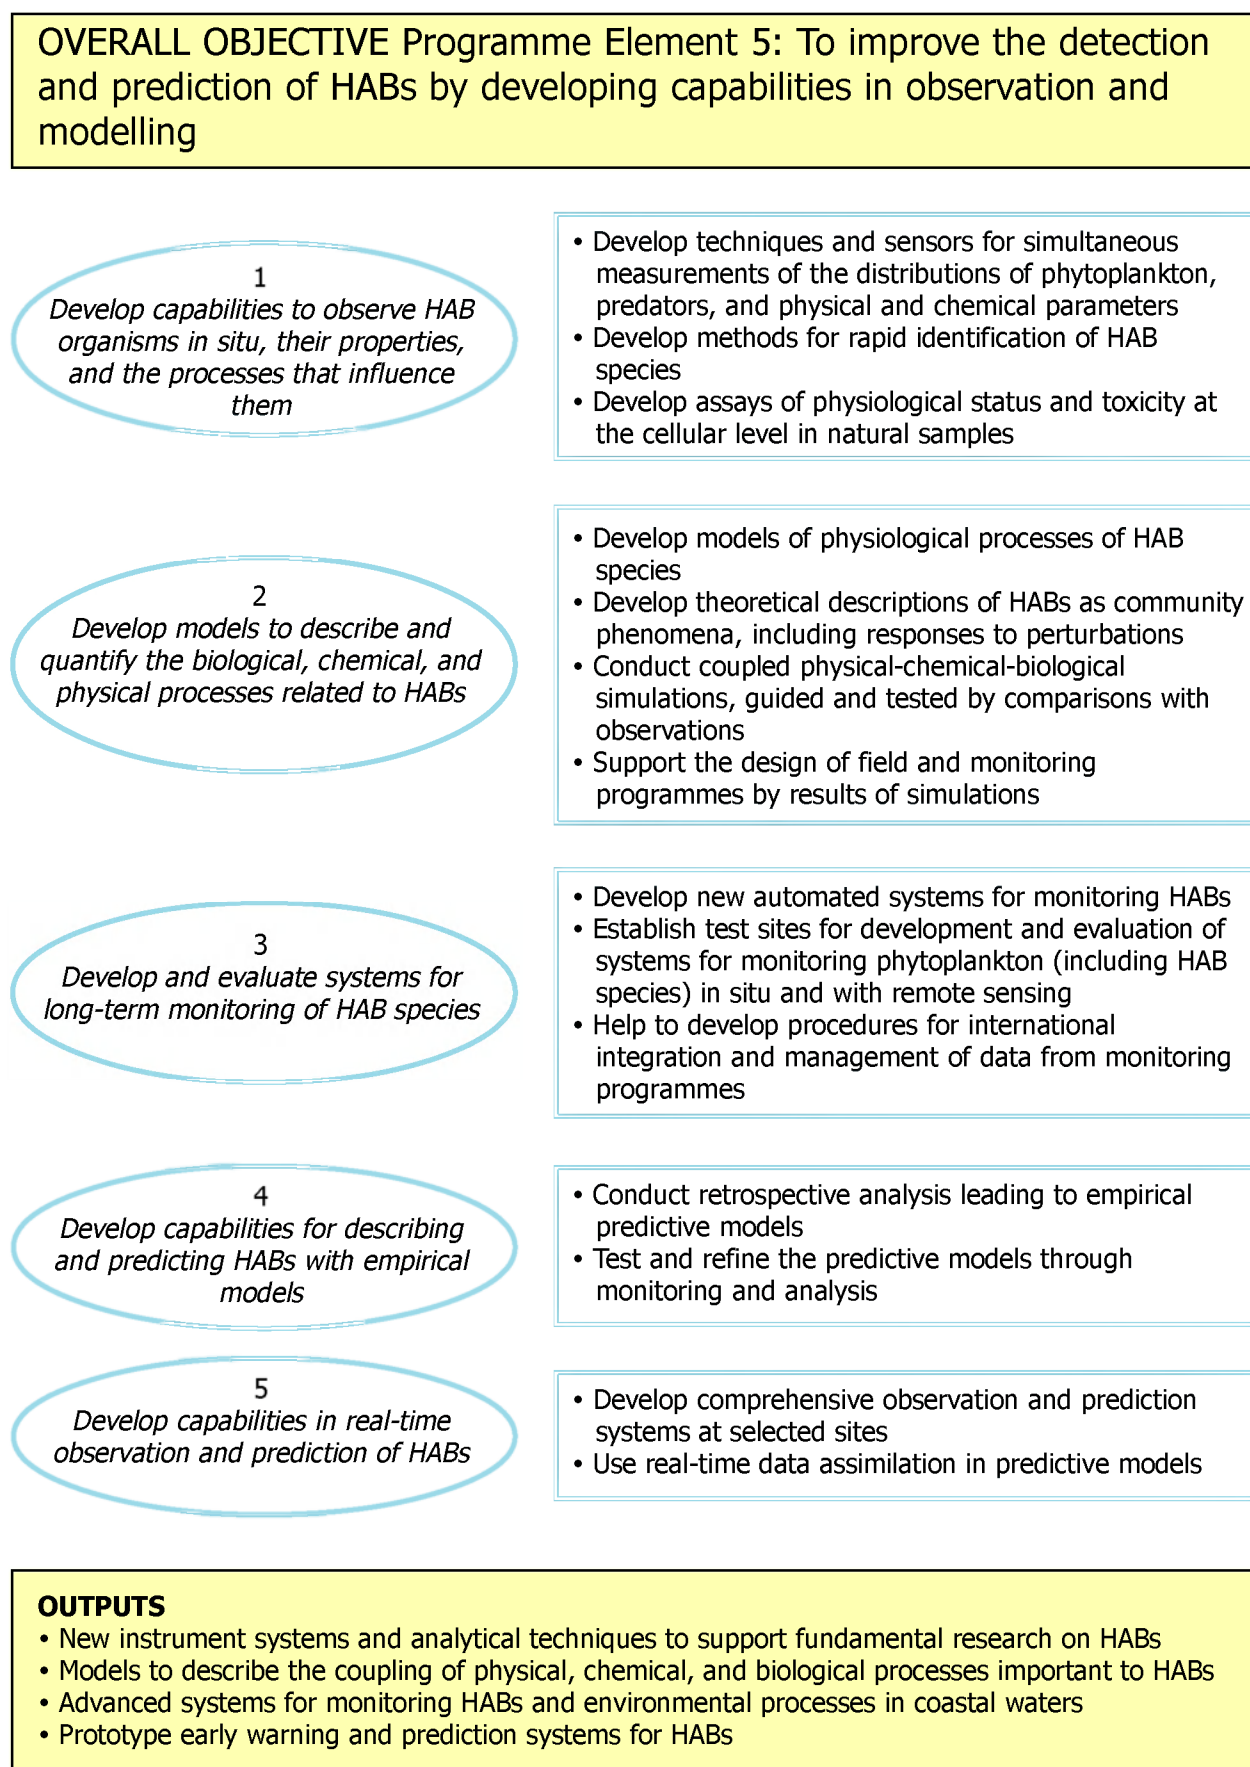 OVERALL OBJECTIVE Programme Element 5: To improve the detection
and prediction of HABs by developing capabilities in observation and
modelling
1
Develop capabilities to observe HAB
organisms in situ, their properties,
and the processes that influence
them
• Develop techniques and sensors for simultaneous
measurements of the distributions of phytoplankton,
predators, and physical and chemical parameters
• Develop methods for rapid identification of HAB
species
• Develop assays of physiological status and toxicity at
the cellular level in natural samples
2
Develop models to describe and
quantify the biological, chemical, and
physical processes related to HABs
• Develop models of physiological processes of HAB
species
• Develop theoretical descriptions of HABs as community
phenomena, including responses to perturbations
• Conduct coupled physical-chemical-biological
simulations, guided and tested by comparisons with
observations
• Support the design of field and monitoring
programmes by results of simulations
3
Develop and evaluate systems for
long-term monitoring of HAB species
• Develop new automated systems for monitoring HABs
• Establish test sites for development and evaluation of
systems for monitoring phytoplankton (including HAB
species) in situ and with remote sensing
• Help to develop procedures for international
integration and management of data from monitoring
programmes
4
Develop capabilities for describing
and predicting HABs with empirical
models
• Conduct retrospective analysis leading to empirical
predictive models
• Test and refine the predictive models through
monitoring and analysis
5
Develop capabilities in real-time
observation and prediction of HABs
• Develop comprehensive observation and prediction
systems at selected sites
• Use real-time data assimilation in predictive models
OUTPUTS
• New instrument systems and analytical techniques to support fundamental research on HABs
• Models to describe the coupling of physical, chemical, and biological processes important to HABs
• Advanced systems for monitoring HABs and environmental processes in coastal waters
• Prototype early warning and prediction systems for HABs